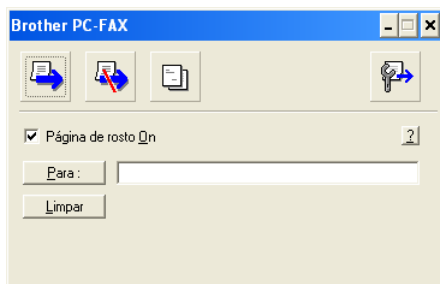 Brother PC-FAX
Página de rosto On
?
Para :
Limpar